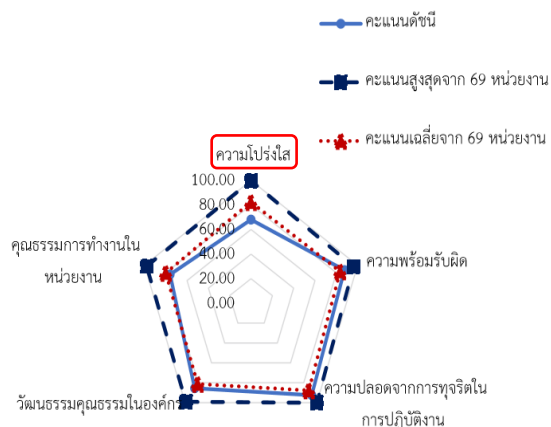 คะแนนดัชนี
คะแนนสูงสุดจาก 69 หน่วยงาน
คะแนนเฉลี่ยจาก 69 หน่วยงาน
ความโปร่งใส
100.00
80.00
60.00
40.00
20.00
0.00
ความพร้อมรับผิด
ความปลอดจากการทุจริตใน
การปฏิบัติงาน
วัฒนธรรมคุณธรรมในองค์กร
คุณธรรมการทำงานใน
หน่วยงาน